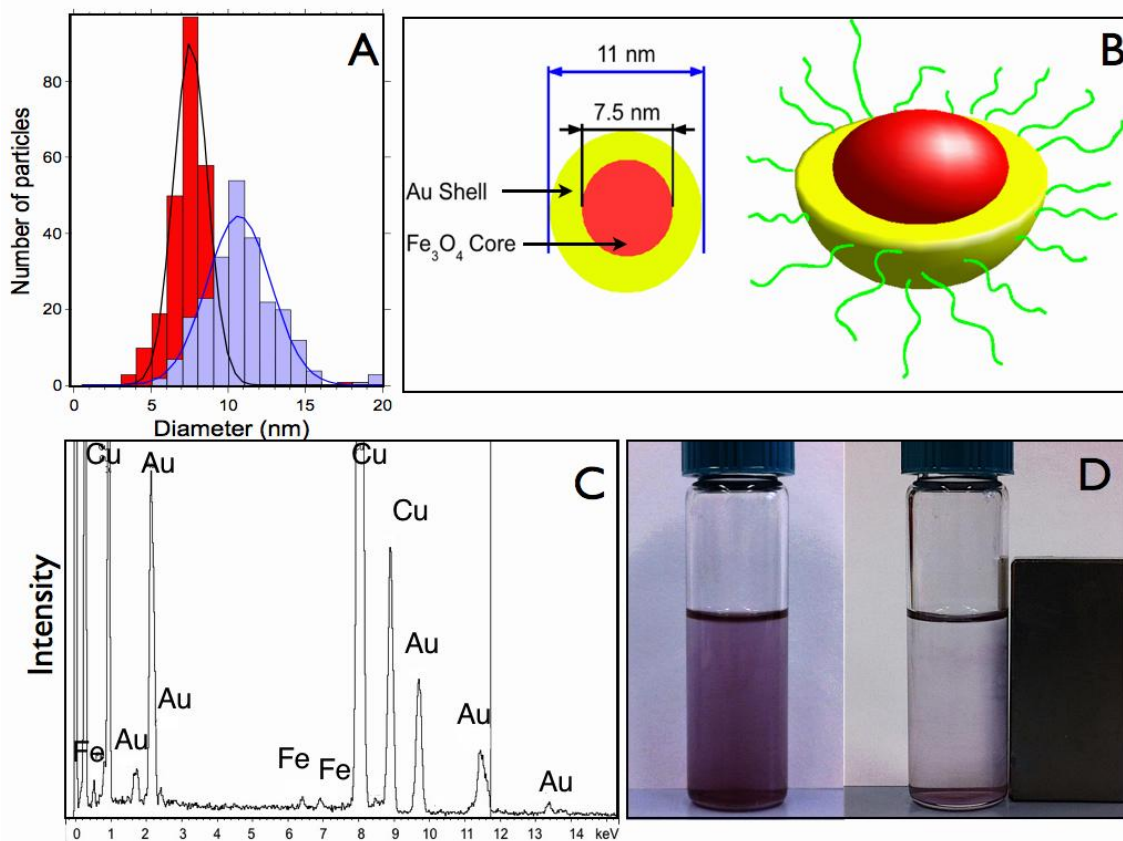 A
Number of particles
80
60
40
20
0
0 5 10 15 20
Diameter (nm)
B
11 nm
7.5 nm
Au Shell
Fe₃O₄ Core
C
Intensity
Cu
Au
Cu
Cu
Au
Au
Au
Au
Fe
Fe
Fe
Au
0 1 2 3 4 5 6 7 8 9 10 11 12 13 14 keV
D